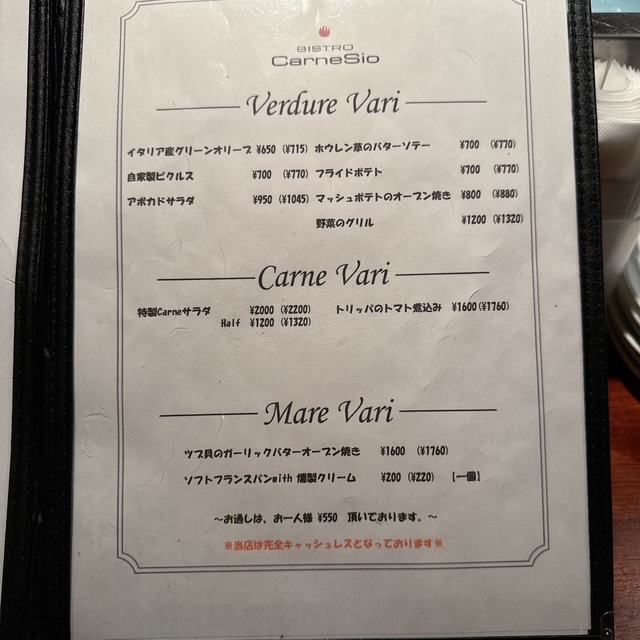 BISTRO
CarneSio
Verdure Vari
イタリア産グリーンオリーブ ¥650 (¥715) ホウレン草のバターソテー ¥700 (¥770)
自家製ピクルス ¥700 (¥770) フライドポテト ¥700 (¥770)
アボカドサラダ ¥950 (¥1045) マッシュポテトのオーブン焼き ¥800 (¥880)
野菜のグリル ¥1200 (¥1320)
Carne Vari
特製Carneサラダ ¥2000 (¥2200) トリッパのトマト煮込み ¥1600(¥1760)
Half ¥1200 (¥1320)
Mare Vari
ツブ貝のガーリックバターオーブン焼き ¥1600 (¥1760)
ソフトフランスパンwith 燻製クリーム ¥200 (¥220) 【一個】
～お通しは、お一人様 ¥550 頂いております。～
※当店は完全キャッシュレスとなっております※